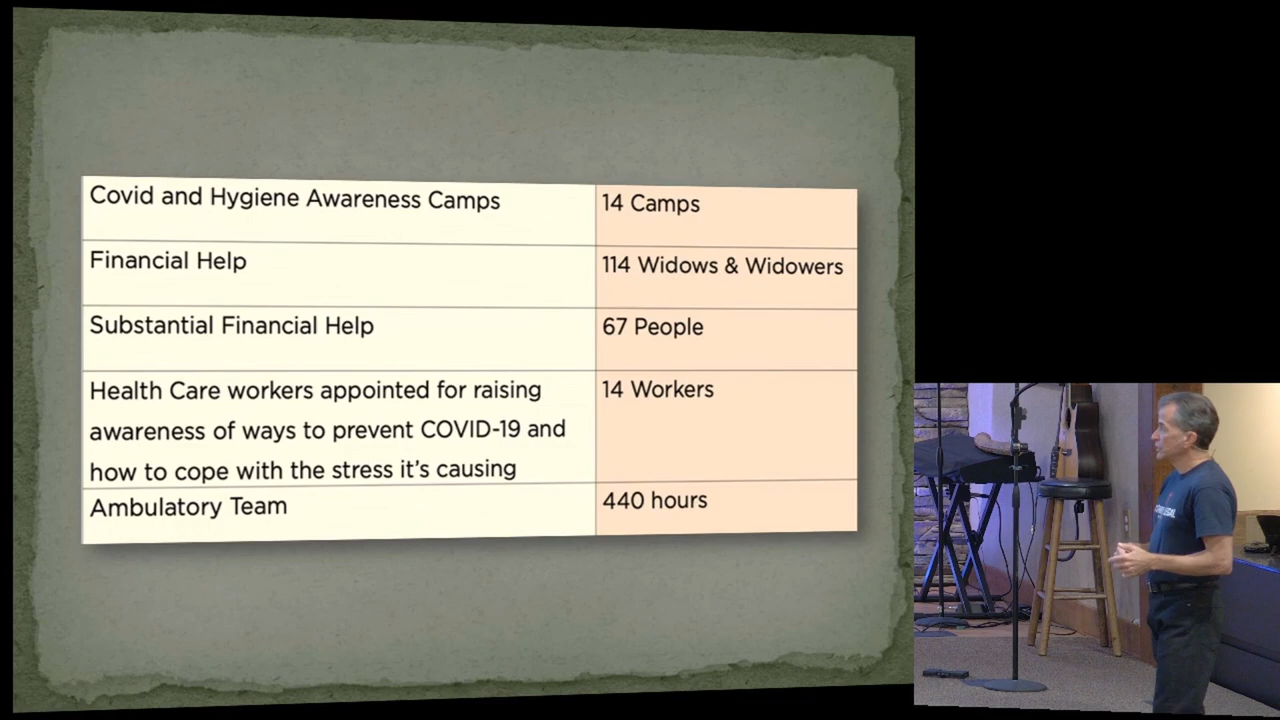 Covid and Hygiene Awareness Camps
14 Camps
Financial Help
114 Widows & Widowers
Substantial Financial Help
67 People
Health Care workers appointed for raising
awareness of ways to prevent COVID-19 and
how to cope with the stress it's causing
14 Workers
Ambulatory Team
440 hours